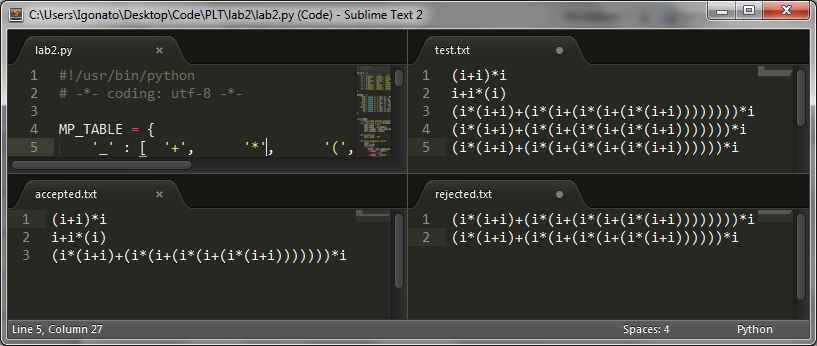 C:\Users\Igonato\Desktop\Code\PLT\lab2\lab2.py (Code) - Sublime Text 2
lab2.py
1 #!/usr/bin/python
2 # -*- coding: utf-8 -*-
3
4 MP_TABLE = {
5 '_' : [ '+', '*', '(',
test.txt
1 (i+i)*i
2 i+i*(i)
3 (i*(i+i)+(i*(i+(i*(i+(i*(i+i))))))))*i
4 (i*(i+i)+(i*(i+(i*(i+(i*(i+i)))))))*i
5 (i*(i+i)+(i*(i+(i*(i+(i*(i+i))))))*i
accepted.txt
1 (i+i)*i
2 i+i*(i)
3 (i*(i+i)+(i*(i+(i*(i+(i*(i+i)))))))*i
rejected.txt
1 (i*(i+i)+(i*(i+(i*(i+(i*(i+i))))))))*i
2 (i*(i+i)+(i*(i+(i*(i+(i*(i+i))))))*i
Line 5, Column 27 Spaces: 4 Python